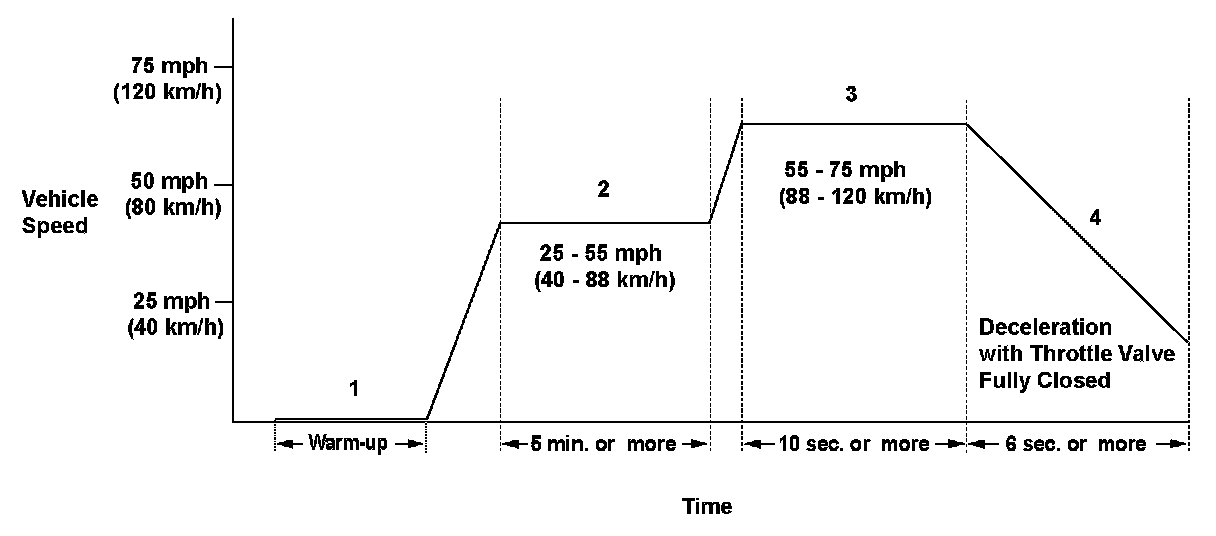 75 mph
(120 km/h)
50 mph
(80 km/h)
25 mph
(40 km/h)
Vehicle
Speed
1
2
25 - 55 mph
(40 - 88 km/h)
3
55 - 75 mph
(88 - 120 km/h)
4
Deceleration
with Throttle Valve
Fully Closed
Warm-up
5 min. or more
10 sec. or more
6 sec. or more
Time